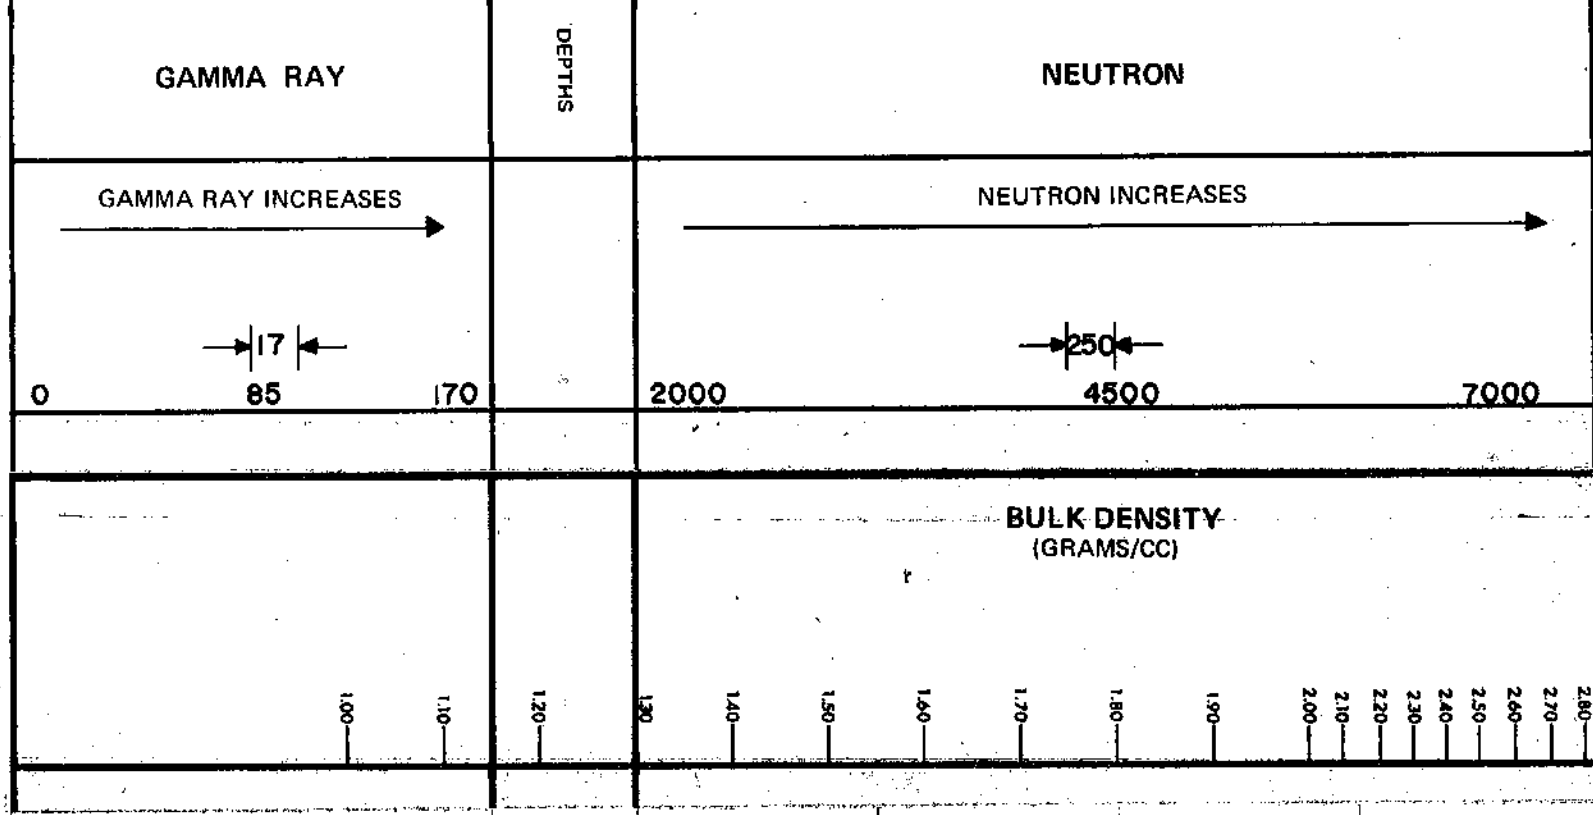 GAMMA RAY
DEPTHS
NEUTRON
GAMMA RAY INCREASES
NEUTRON INCREASES
17
250
0 85 170
2000 4500 7000
BULK DENSITY
(GRAMS/CC)
1.00 1.10 1.20 1.30 1.40 1.50 1.60 1.70 1.80 1.90 2.00 2.10 2.20 2.30 2.40 2.50 2.60 2.70 2.80